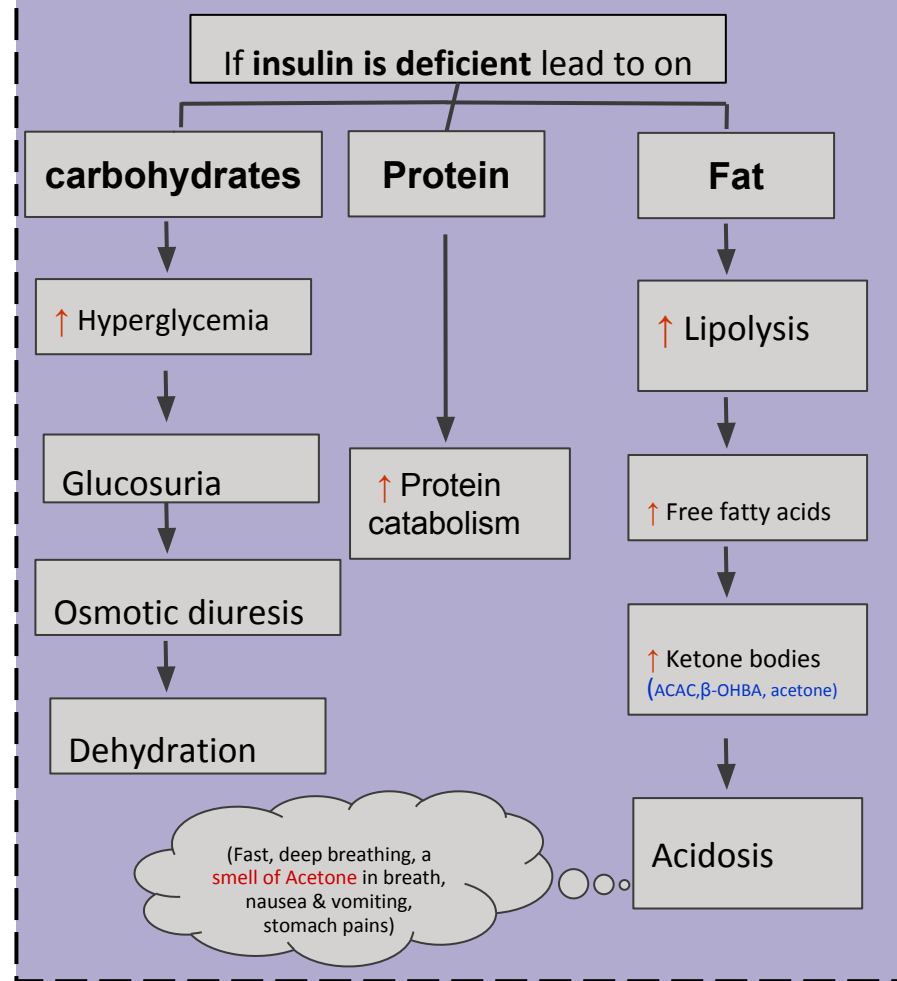 If insulin is deficient lead to on
carbohydrates
Protein
Fat
↑ Hyperglycemia
↑ Lipolysis
Glucosuria
↑ Protein
catabolism
↑ Free fatty acids
Osmotic diuresis
↑ Ketone bodies
(ACAC,β-OHBA, acetone)
Dehydration
Acidosis
(Fast, deep breathing, a
smell of Acetone in breath,
nausea & vomiting,
stomach pains)